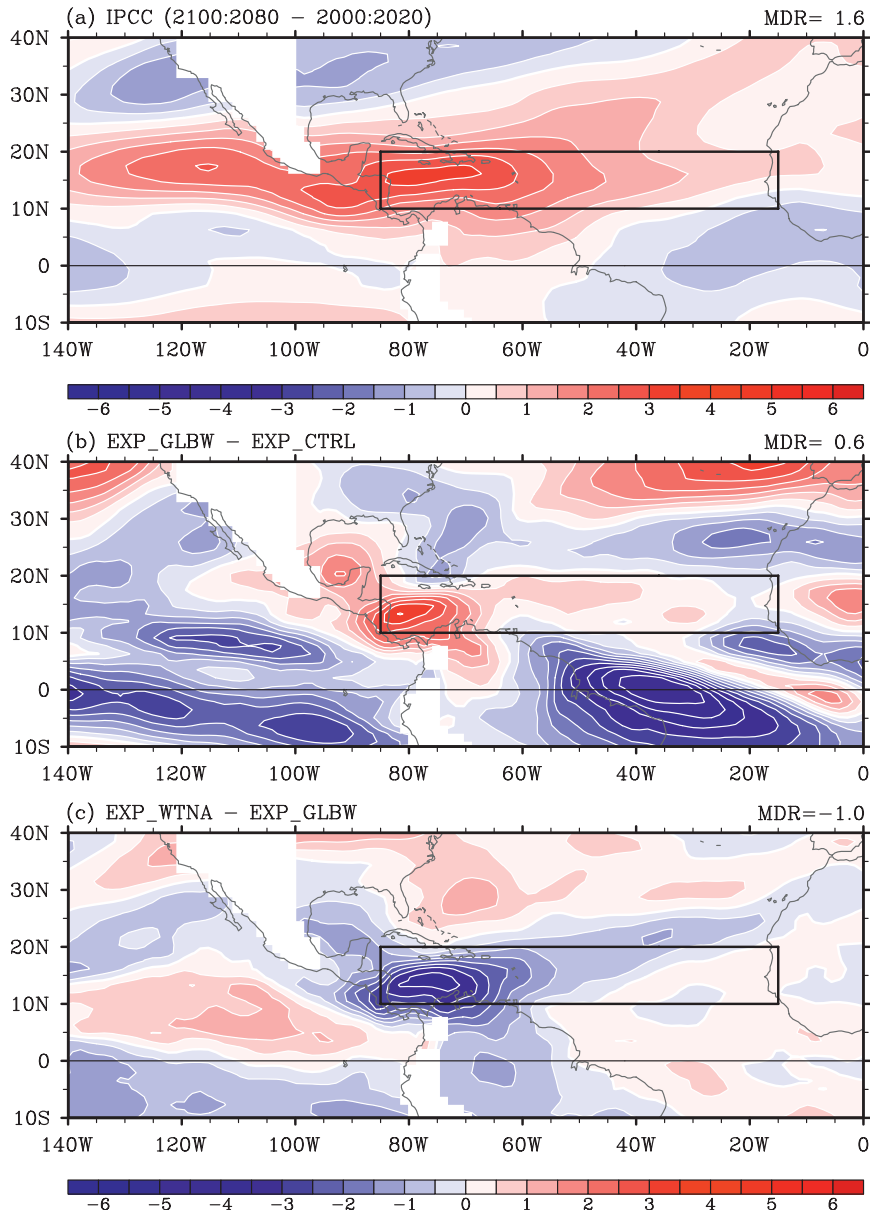 (a) IPCC (2100:2080 − 2000:2020) MDR= 1.6
40N
30N
20N
10N
0
10S
140W 120W 100W 80W 60W 40W 20W 0
−6 −5 −4 −3 −2 −1 0 1 2 3 4 5 6
(b) EXP_GLBW − EXP_CTRL MDR= 0.6
40N
30N
20N
10N
0
10S
140W 120W 100W 80W 60W 40W 20W 0
(c) EXP_WTNA − EXP_GLBW MDR=−1.0
40N
30N
20N
10N
0
10S
140W 120W 100W 80W 60W 40W 20W 0
−6 −5 −4 −3 −2 −1 0 1 2 3 4 5 6